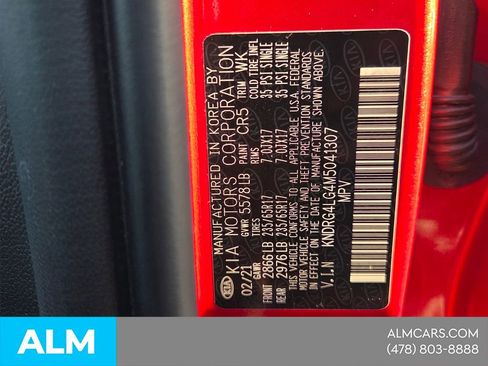 MANUFACTURED IN KOREA BY
KIA MOTORS CORPORATION
02/21 GVWR 5578LB PAINT CR5 TRIM WK
GAWR TIRES RIMS COLD TIRE INFL
FRONT 2866LB 235/65R17 7.0JX17 35 PSI SINGLE
REAR 2976LB 235/65R17 7.0JX17 35 PSI SINGLE
THIS VEHICLE CONFORMS TO ALL APPLICABLE U.S.A. FEDERAL
MOTOR VEHICLE SAFETY, BUMPER, AND THEFT PREVENTION STANDARDS
IN EFFECT ON THE DATE OF MANUFACTURE SHOWN ABOVE.
V.I.N KNDRG4LG4M5041307
MPV
KIA
ALM
ALMCARS.COM
(478) 803-8888